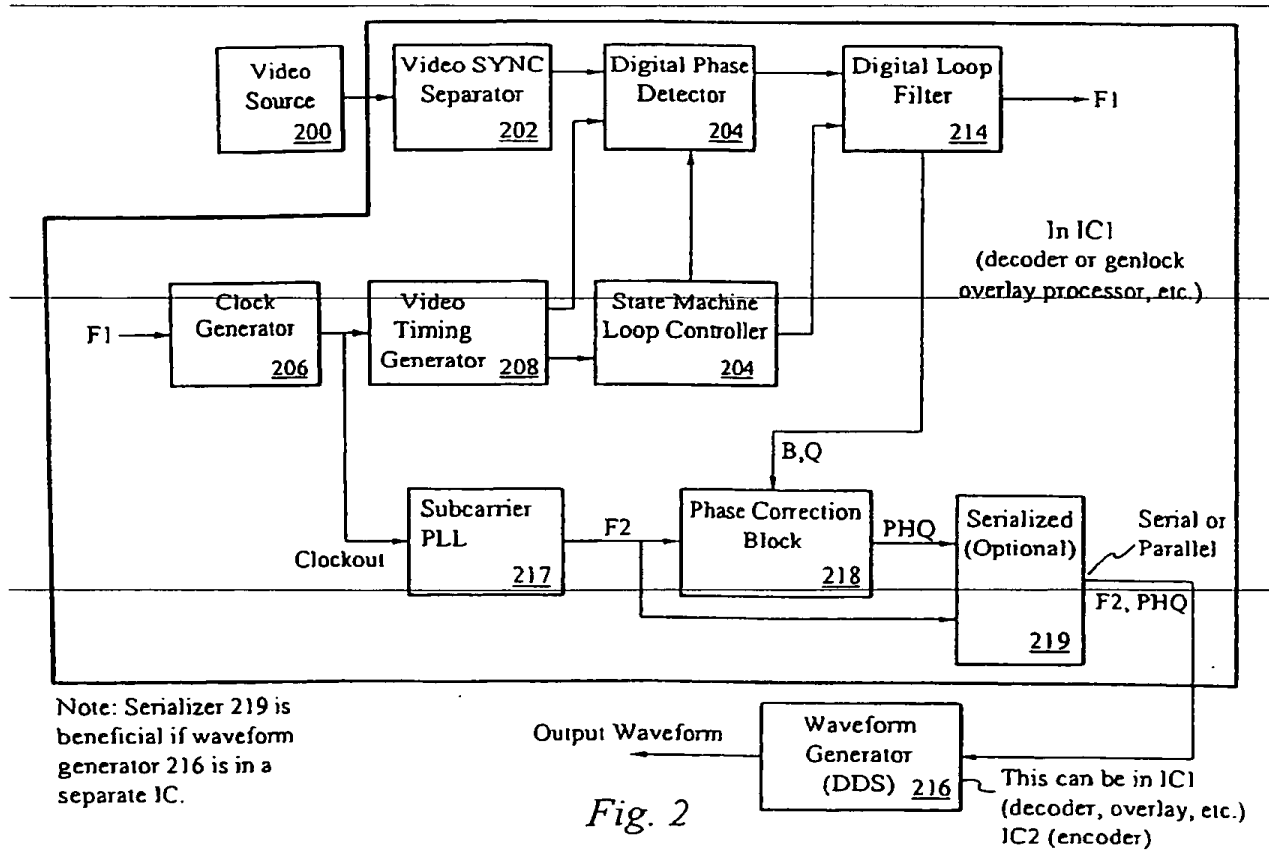 Video
Source
200
Video SYNC
Separator
202
Digital Phase
Detector
204
Digital Loop
Filter
214
F1
In IC1
(decoder or genlock
overlay processor, etc.)
F1
Clock
Generator
206
Video
Timing
Generator
208
State Machine
Loop Controller
204
B,Q
Clockout
Subcarrier
PLL
217
F2
Phase Correction
Block
218
PHQ
Serialized
(Optional)
219
Serial or
Parallel
F2, PHQ
Note: Serializer 219 is
beneficial if waveform
generator 216 is in a
separate IC.
Output Waveform
Waveform
Generator
(DDS)
216
This can be in IC1
(decoder, overlay, etc.)
IC2 (encoder)
Fig. 2